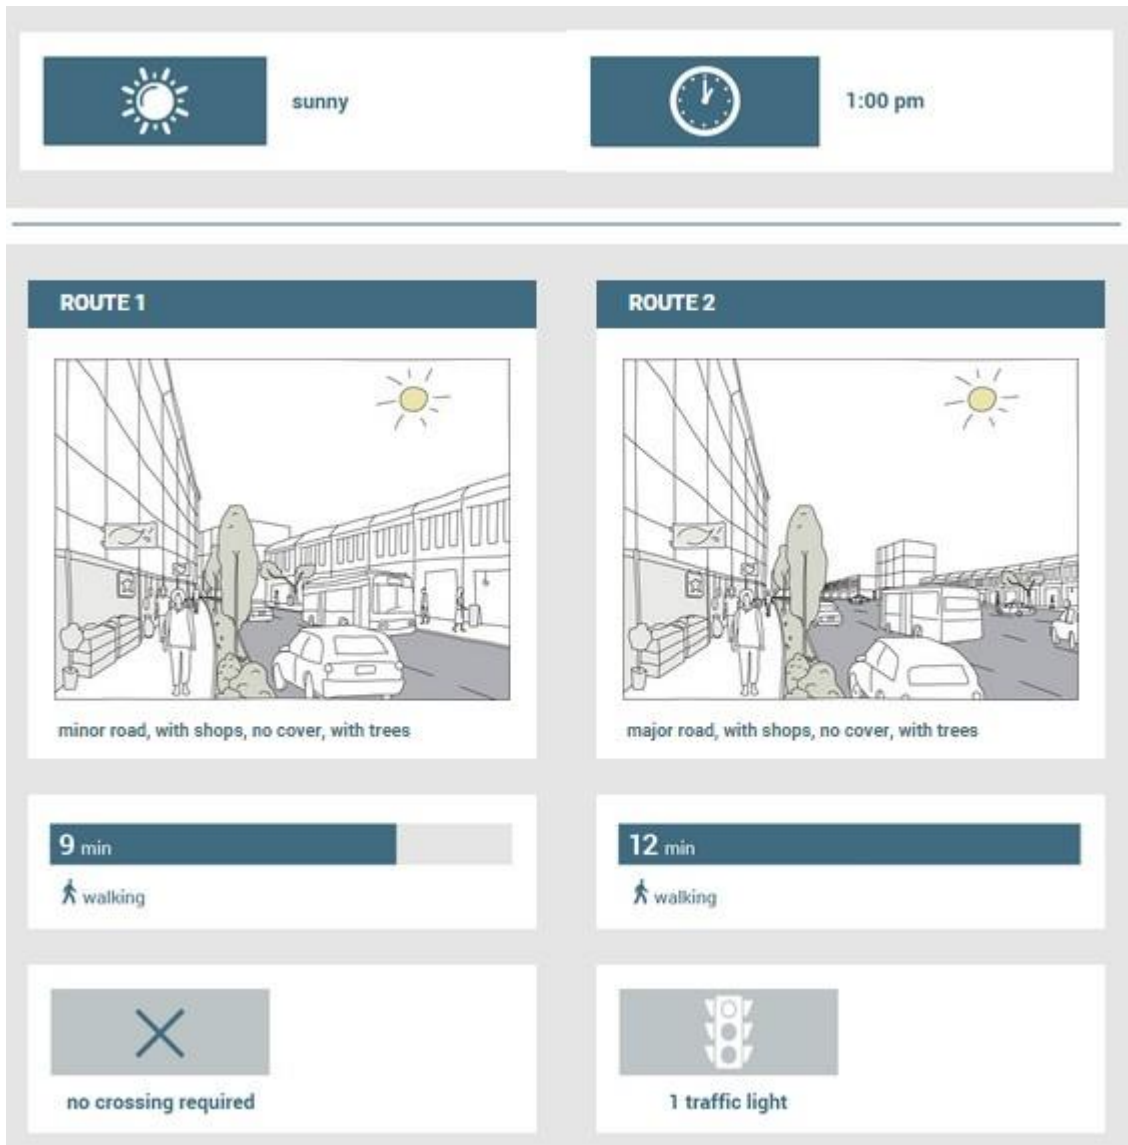 sunny
1:00 pm
ROUTE 1
minor road, with shops, no cover, with trees
9 min
walking
no crossing required
ROUTE 2
major road, with shops, no cover, with trees
12 min
walking
1 traffic light